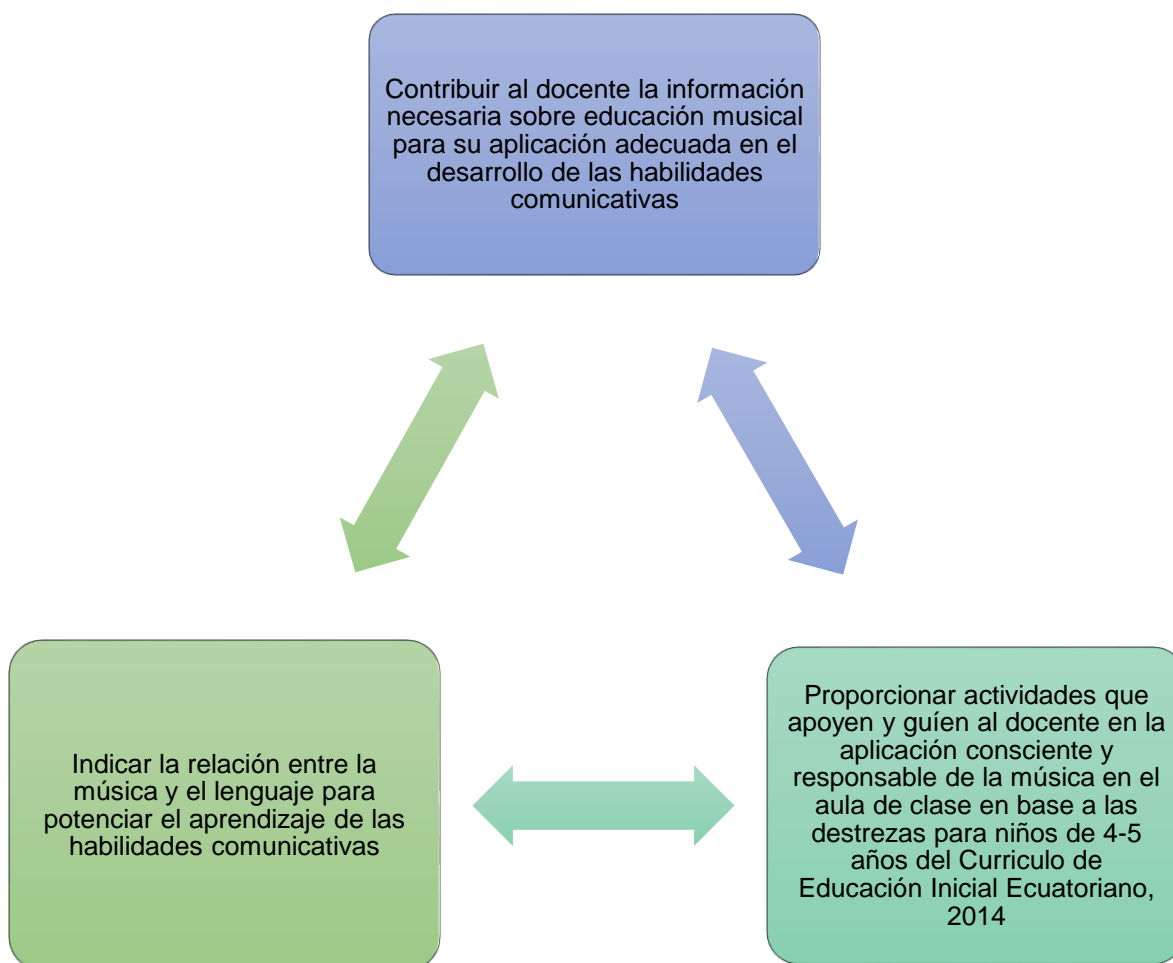 Contribuir al docente la información
necesaria sobre educación musical
para su aplicación adecuada en el
desarrollo de las habilidades
comunicativas
Indicar la relación entre la
música y el lenguaje para
potenciar el aprendizaje de las
habilidades comunicativas
Proporcionar actividades que
apoyen y guíen al docente en la
aplicación consciente y
responsable de la música en el
aula de clase en base a las
destrezas para niños de 4-5
años del Curriculo de
Educación Inicial Ecuatoriano,
2014